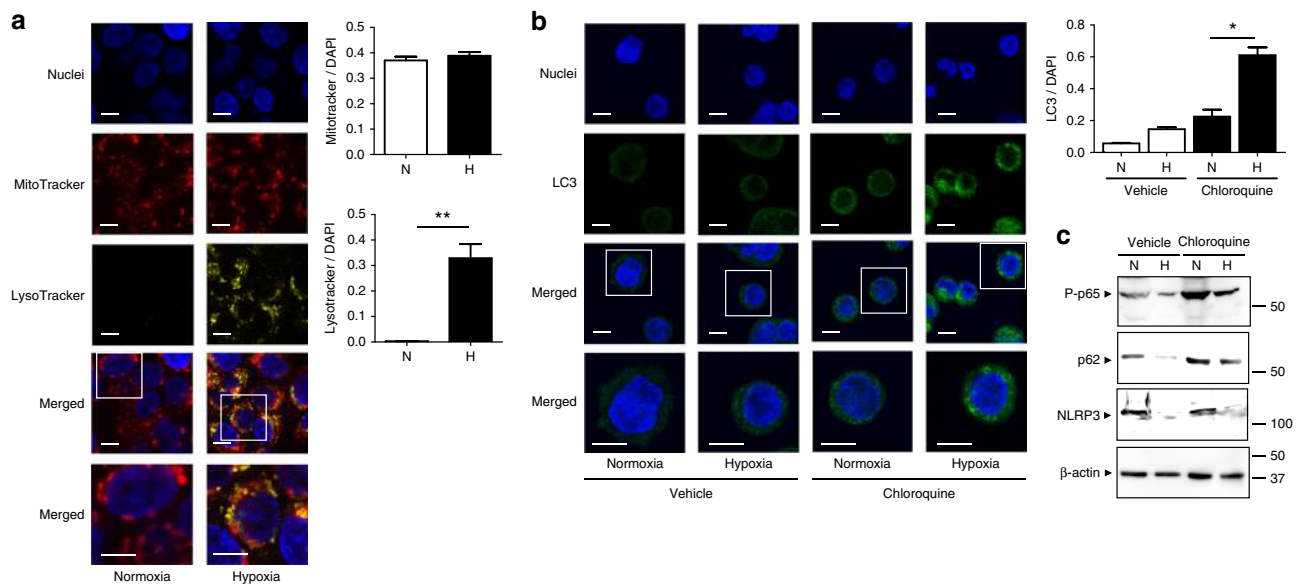 a
Nuclei
MitoTracker
LysoTracker
Merged
Merged
Normoxia
Hypoxia
Mitotracker / DAPI
0.5
0.4
0.3
0.2
0.1
0.0
N
H
Lysotracker / DAPI
**
0.5
0.4
0.3
0.2
0.1
0.0
N
H
b
Nuclei
LC3
Merged
Merged
Normoxia
Hypoxia
Normoxia
Hypoxia
Vehicle
Chloroquine
LC3 / DAPI
*
0.8
0.6
0.4
0.2
0.0
N
H
N
H
Vehicle
Chloroquine
c
Vehicle Chloroquine
N H N H
P-p65
50
p62
50
NLRP3
100
β-actin
50
37